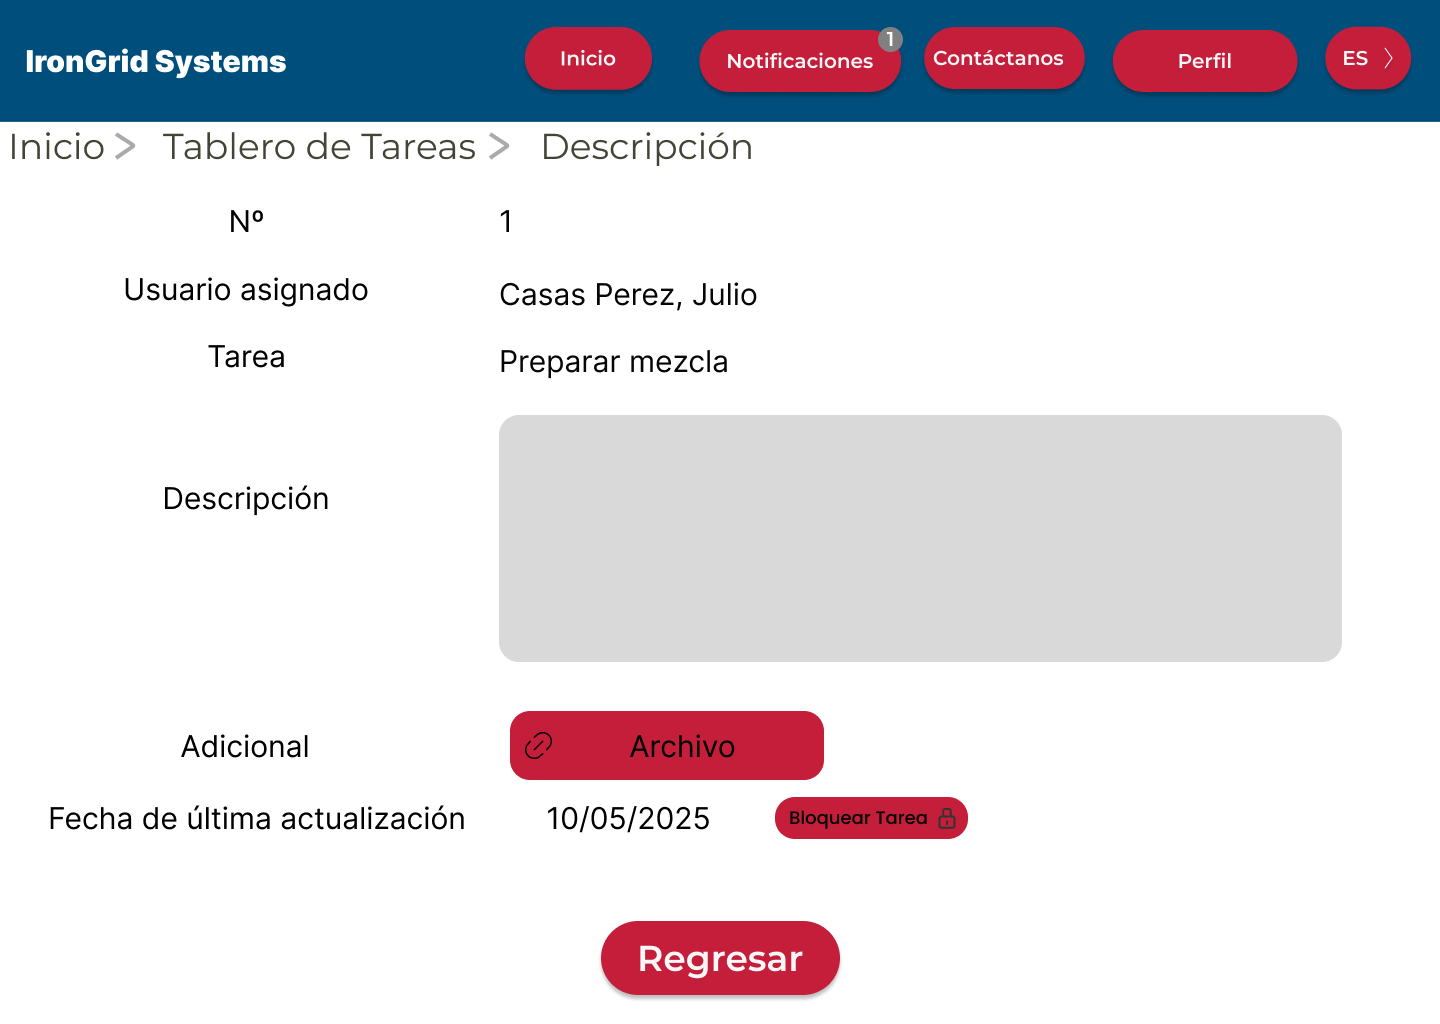 IronGrid Systems
Inicio
Notificaciones
1
Contáctanos
Perfil
ES
Inicio > Tablero de Tareas > Descripción
Nº 1
Usuario asignado Casas Perez, Julio
Tarea Preparar mezcla
Descripción
Adicional Archivo
Fecha de última actualización 10/05/2025 Bloquear Tarea
Regresar